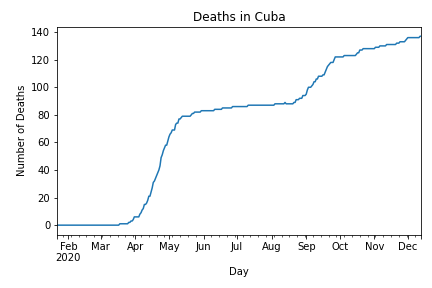 Deaths in Cuba
Number of Deaths
140
120
100
80
60
40
20
0
Feb Mar Apr May Jun Jul Aug Sep Oct Nov Dec
2020
Day